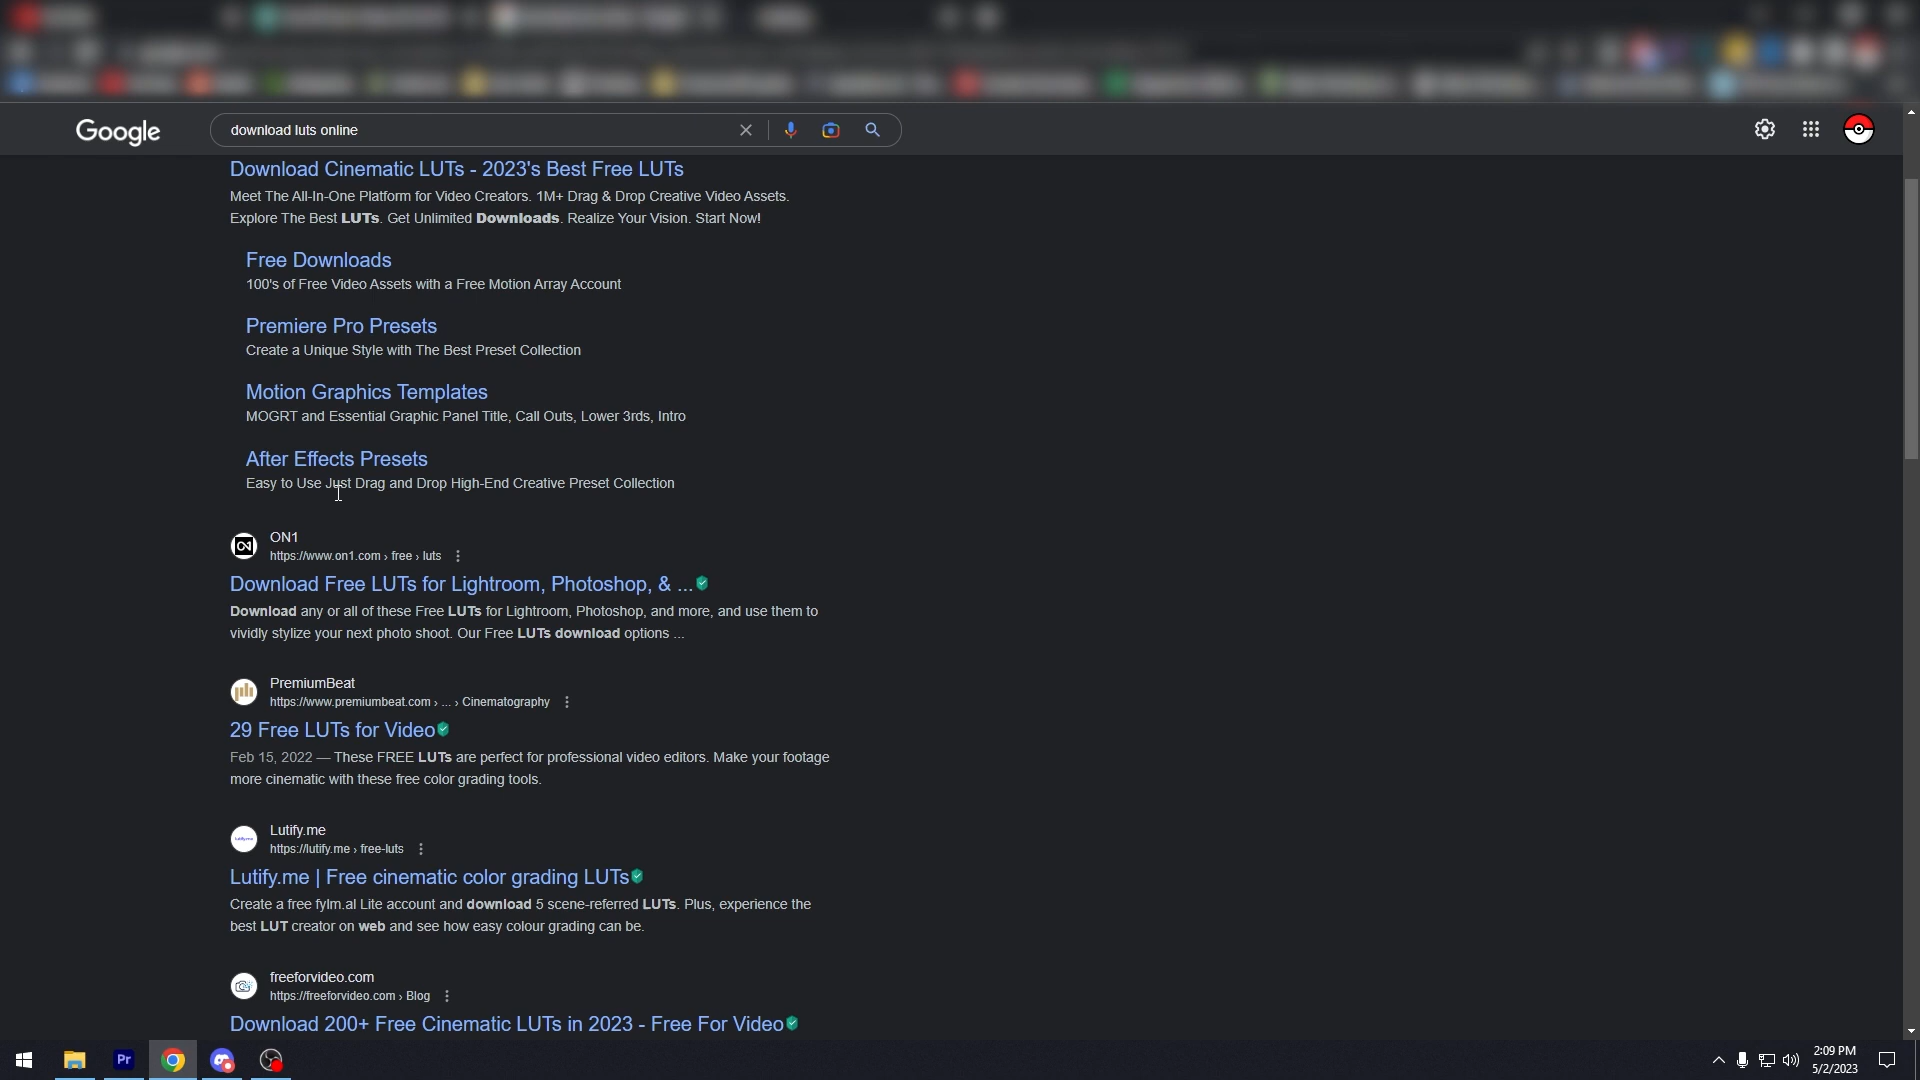 Google
download luts online
Download Cinematic LUTs - 2023's Best Free LUTs
Meet The All-In-One Platform for Video Creators. 1M+ Drag & Drop Creative Video Assets.
Explore The Best LUTs. Get Unlimited Downloads. Realize Your Vision. Start Now!
Free Downloads
100's of Free Video Assets with a Free Motion Array Account
Premiere Pro Presets
Create a Unique Style with The Best Preset Collection
Motion Graphics Templates
MOGRT and Essential Graphic Panel Title, Call Outs, Lower 3rds, Intro
After Effects Presets
Easy to Use Just Drag and Drop High-End Creative Preset Collection
ON1
https://www.on1.com › free › luts
Download Free LUTs for Lightroom, Photoshop, & ...
Download any or all of these Free LUTs for Lightroom, Photoshop, and more, and use them to
vividly stylize your next photo shoot. Our Free LUTs download options ...
PremiumBeat
https://www.premiumbeat.com › ... › Cinematography
29 Free LUTs for Video
Feb 15, 2022 — These FREE LUTs are perfect for professional video editors. Make your footage
more cinematic with these free color grading tools.
Lutify.me
https://lutify.me › free-luts
Lutify.me | Free cinematic color grading LUTs
Create a free fylm.aI Lite account and download 5 scene-referred LUTs. Plus, experience the
best LUT creator on web and see how easy colour grading can be.
freeforvideo.com
https://freeforvideo.com › Blog
Download 200+ Free Cinematic LUTs in 2023 - Free For Video
Pr
2:09 PM
5/2/2023